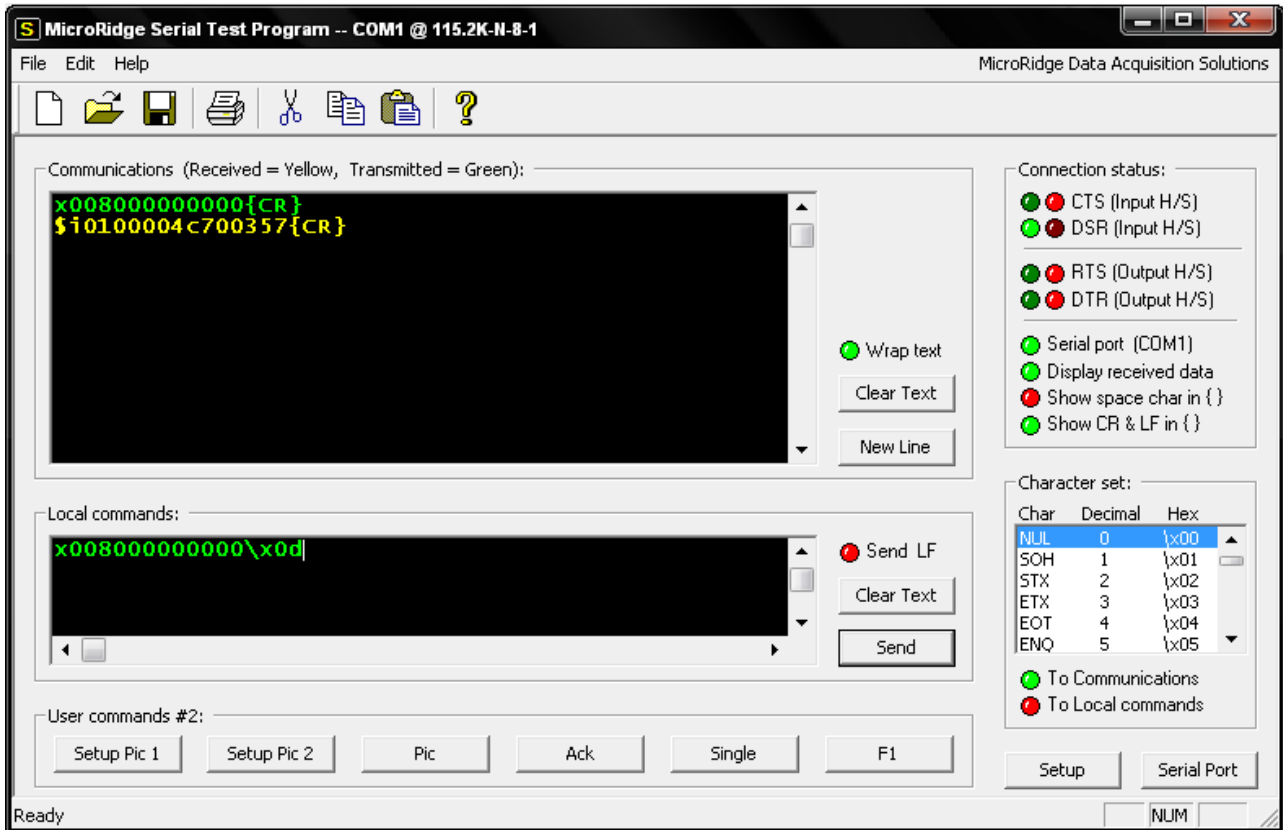 S MicroRidge Serial Test Program -- COM1 @ 115.2K-N-8-1
File Edit Help MicroRidge Data Acquisition Solutions
Communications (Received = Yellow, Transmitted = Green):
x008000000000{CR}
$i0100004c700357{CR}
Wrap text
Clear Text
New Line
Connection status:
CTS (Input H/S)
DSR (Input H/S)
RTS (Output H/S)
DTR (Output H/S)
Serial port (COM1)
Display received data
Show space char in { }
Show CR & LF in { }
Local commands:
x008000000000\x0d
Send LF
Clear Text
Send
Character set:
Char Decimal Hex
NUL 0 \x00
SOH 1 \x01
STX 2 \x02
ETX 3 \x03
EOT 4 \x04
ENQ 5 \x05
To Communications
To Local commands
User commands #2:
Setup Pic 1 Setup Pic 2 Pic Ack Single F1
Setup Serial Port
Ready NUM